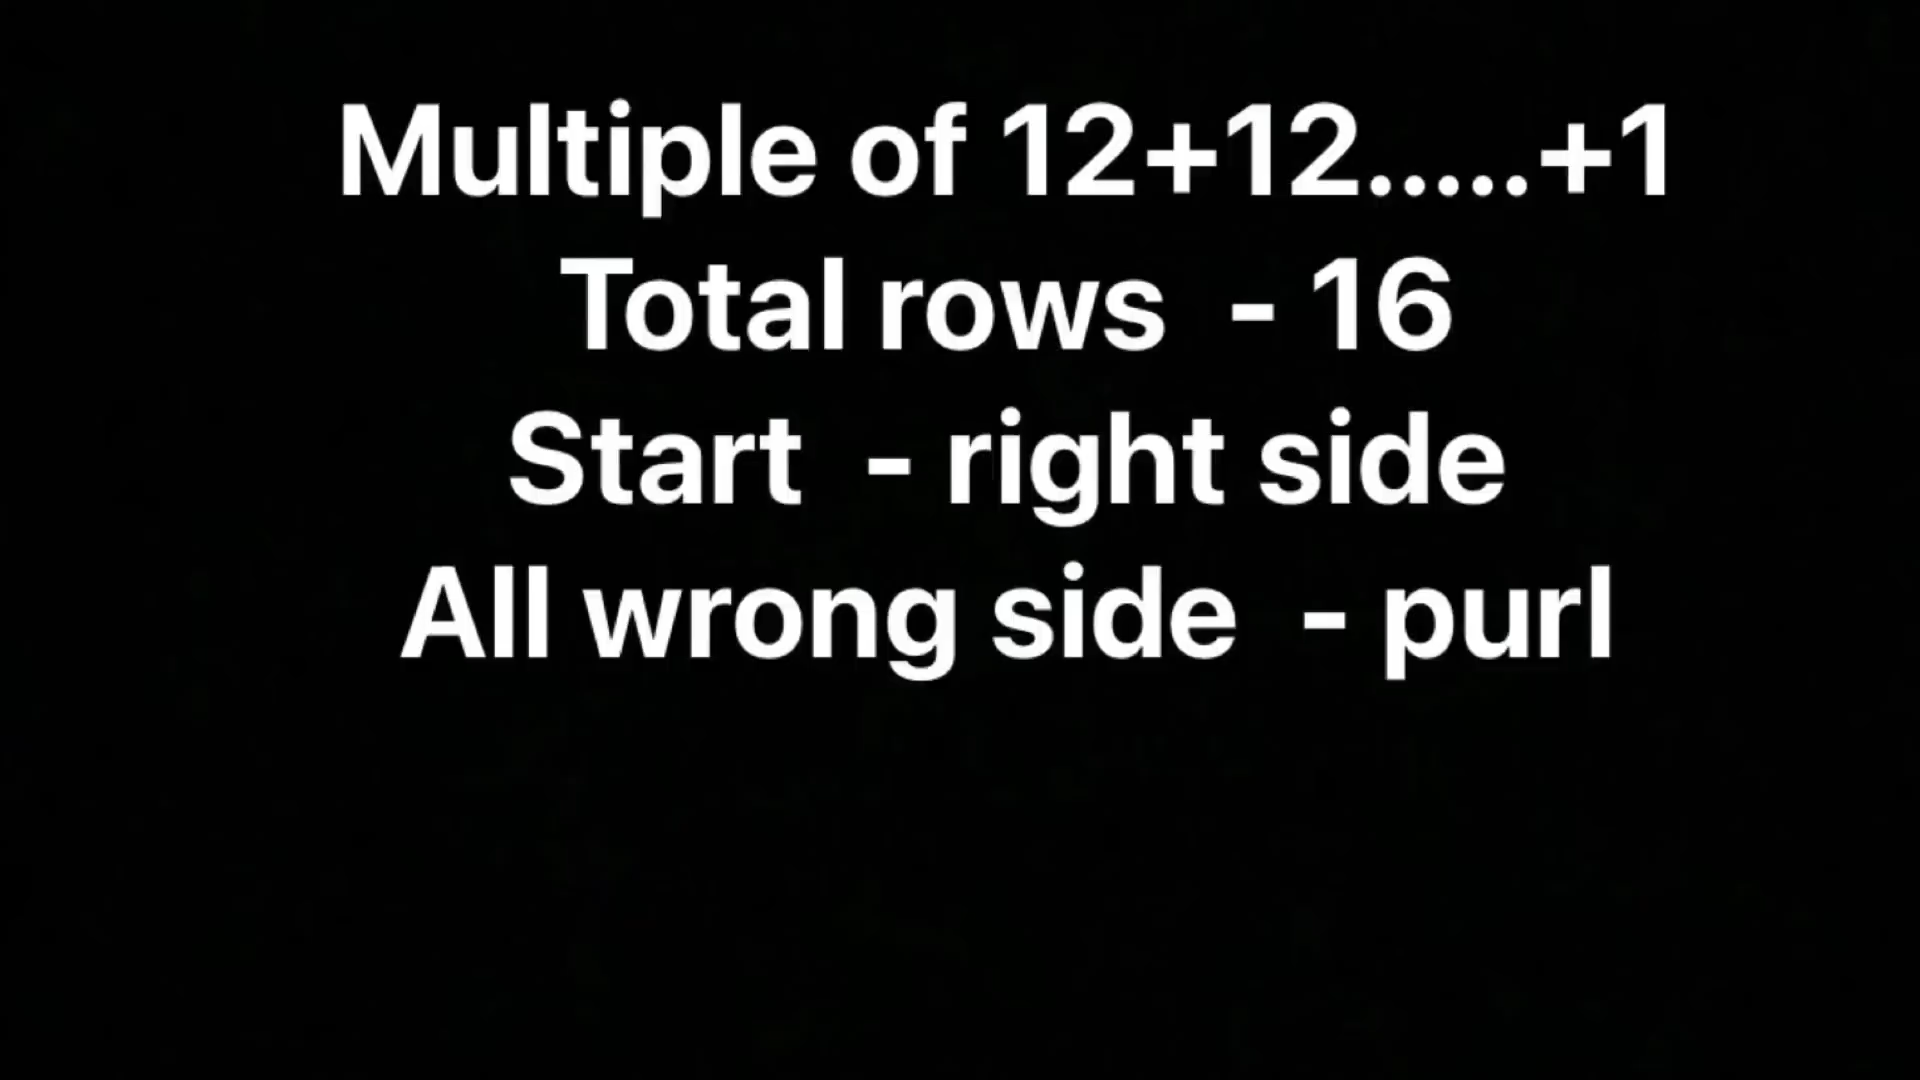 Multiple of 12+12.....+1
Total rows - 16
Start - right side
All wrong side - purl